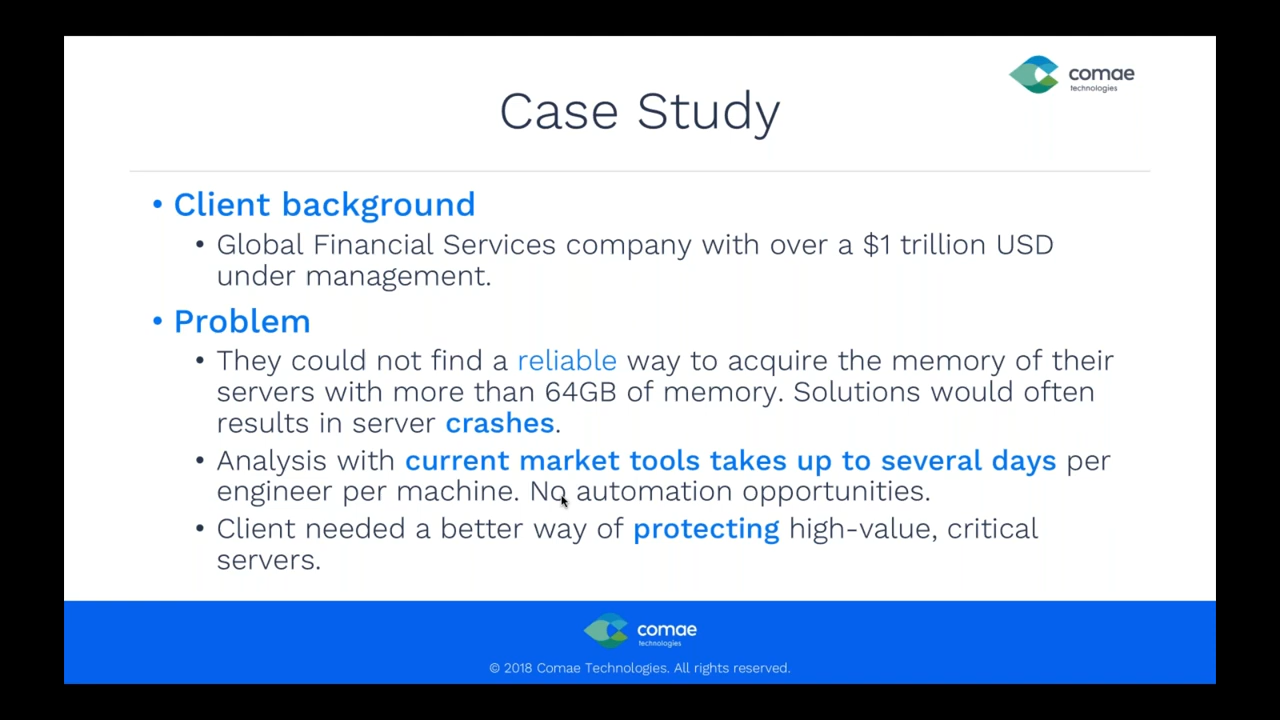 comae
technologies
Case Study
• Client background
• Global Financial Services company with over a $1 trillion USD
under management.
• Problem
• They could not find a reliable way to acquire the memory of their
servers with more than 64GB of memory. Solutions would often
results in server crashes.
• Analysis with current market tools takes up to several days per
engineer per machine. No automation opportunities.
• Client needed a better way of protecting high-value, critical
servers.
comae
technologies
© 2018 Comae Technologies. All rights reserved.